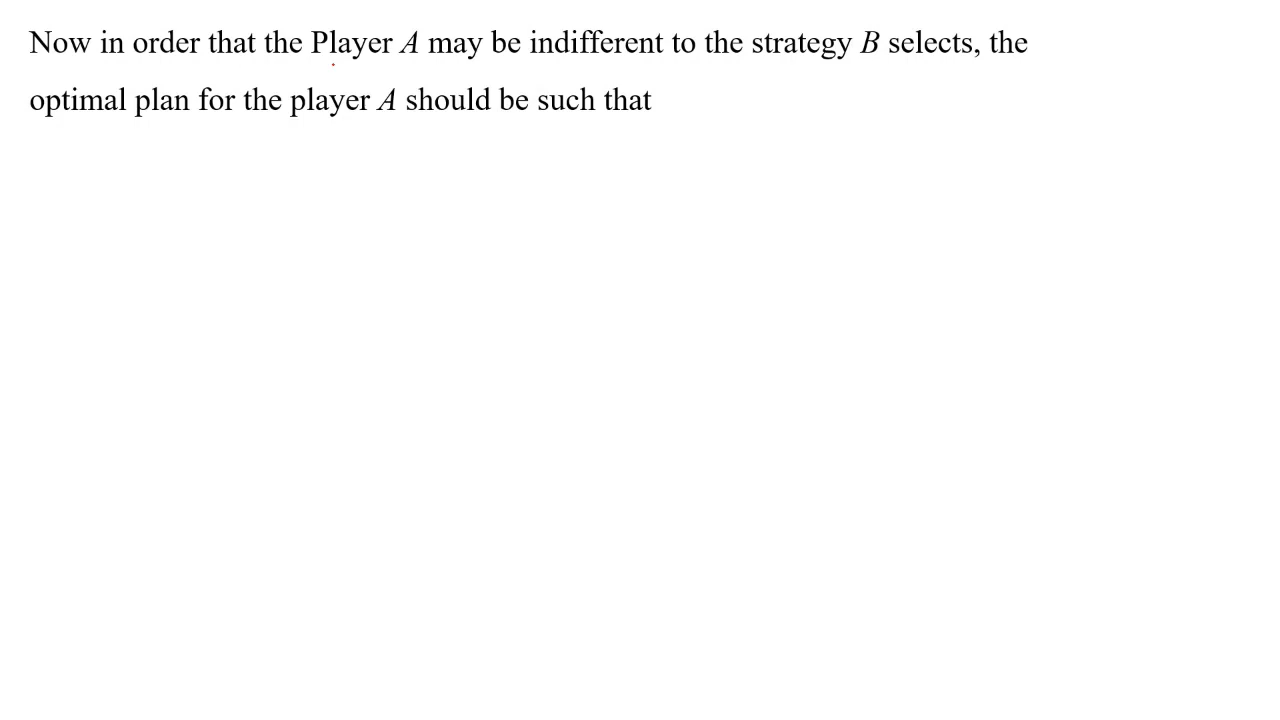 Now in order that the Player A may be indifferent to the strategy B selects, the
optimal plan for the player A should be such that